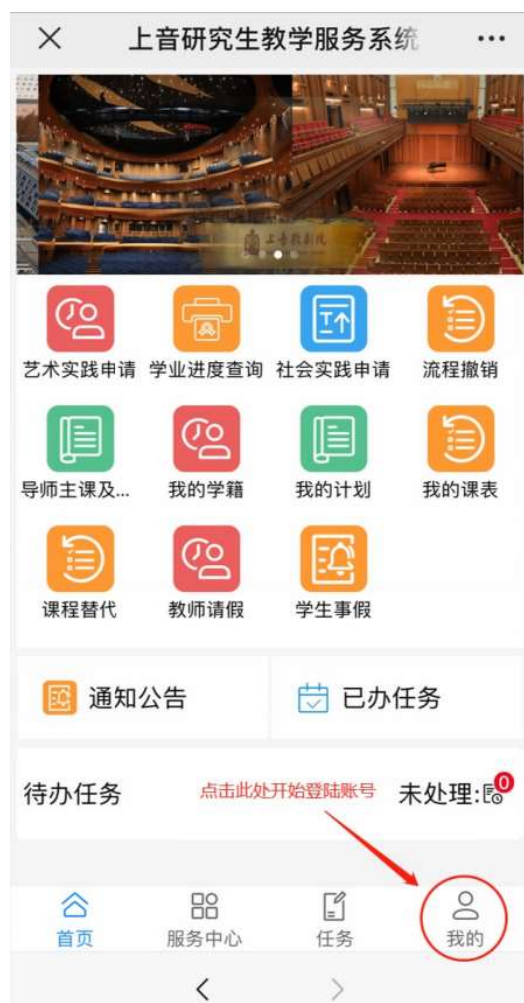 上音研究生教学服务系统
上音歌剧院
艺术实践申请 学业进度查询 社会实践申请 流程撤销
导师主课及... 我的学籍 我的计划 我的课表
课程替代 教师请假 学生事假
通知公告 已办任务
待办任务 点击此处开始登陆账号 未处理: 0
首页 服务中心 任务 我的